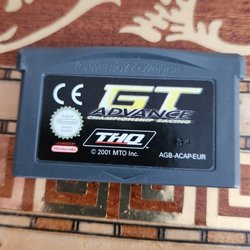 GAME BOY ADVANCE
CE
GT
ADVANCE
CHAMPIONSHIP RACING
THQ
© 2001 MTO Inc.
AGB-ACAP-EUR